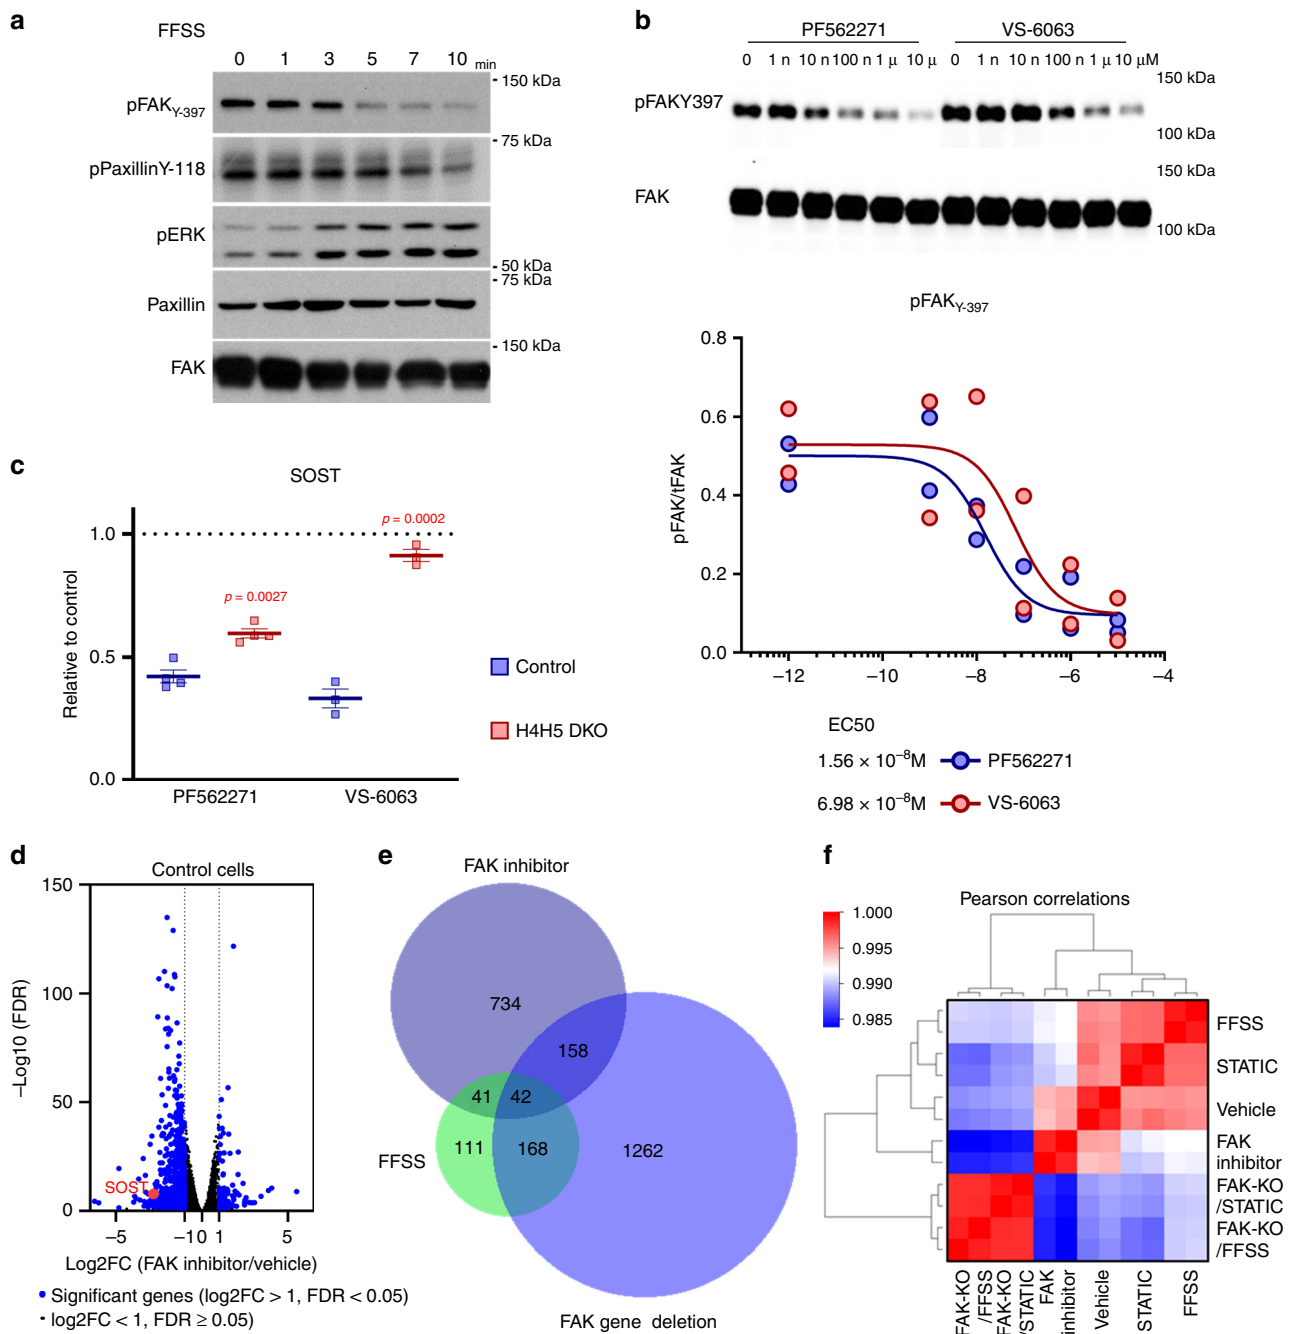 a
FFSS
0 1 3 5 7 10 min
pFAKY-397
- 150 kDa
- 75 kDa
pPaxillinY-118
pERK
- 50 kDa
- 75 kDa
Paxillin
- 150 kDa
FAK
b
PF562271 VS-6063
0 1 n 10 n 100 n 1 μ 10 μ 0 1 n 10 n 100 n 1 μ 10 μM
150 kDa
pFAKY397
100 kDa
150 kDa
FAK
100 kDa
pFAKY-397
pFAK/tFAK
0.8
0.6
0.4
0.2
0.0
−12 −10 −8 −6 −4
EC50
1.56 × 10−8M PF562271
6.98 × 10−8M VS-6063
c
SOST
Relative to control
1.0
0.5
0.0
p = 0.0002
p = 0.0027
PF562271 VS-6063
Control
H4H5 DKO
d
Control cells
−Log10 (FDR)
150
100
50
0
SOST
−5 −1 0 1 5
Log2FC (FAK inhibitor/vehicle)
Significant genes (log2FC > 1, FDR < 0.05)
log2FC < 1, FDR ≥ 0.05)
e
FAK inhibitor
734
158
41 42
111 168 1262
FFSS
FAK gene deletion
f
Pearson correlations
1.000
0.995
0.990
0.985
FFSS
STATIC
Vehicle
FAK
inhibitor
FAK-KO
/STATIC
FAK-KO
/FFSS
FAK-KO
/FFSS
FAK-KO
/STATIC
FAK
inhibitor
Vehicle
STATIC
FFSS